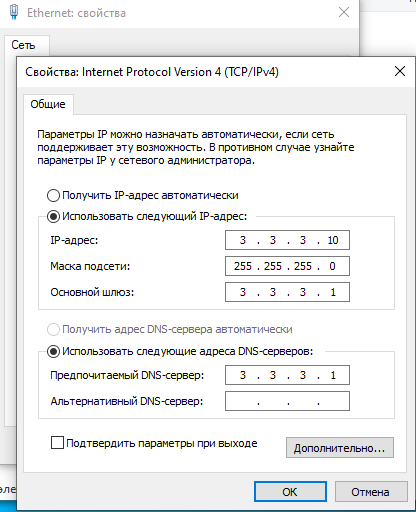 Ethernet: свойства
Сеть
Свойства: Internet Protocol Version 4 (TCP/IPv4)
Общие
Параметры IP можно назначать автоматически, если сеть
поддерживает эту возможность. В противном случае узнайте
параметры IP у сетевого администратора.
Получить IP-адрес автоматически
Использовать следующий IP-адрес:
IP-адрес: 3 . 3 . 3 . 10
Маска подсети: 255 . 255 . 255 . 0
Основной шлюз: 3 . 3 . 3 . 1
Получить адрес DNS-сервера автоматически
Использовать следующие адреса DNS-серверов:
Предпочитаемый DNS-сервер: 3 . 3 . 3 . 1
Альтернативный DNS-сервер: . . .
Подтвердить параметры при выходе
Дополнительно...
OK Отмена